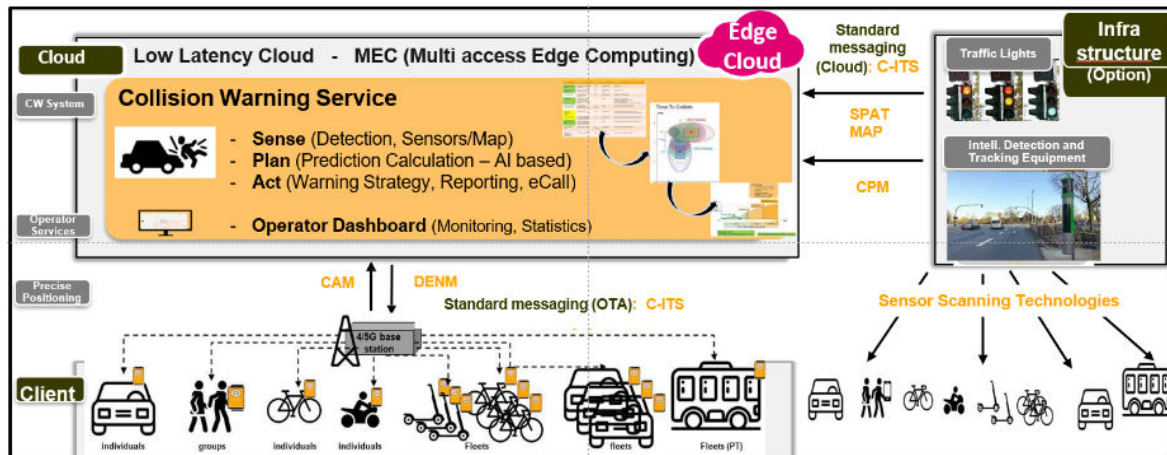 Cloud
Low Latency Cloud - MEC (Multi access Edge Computing)
Edge
Cloud
Standard
messaging
(Cloud): C-ITS
Infra
structure
(Option)
Traffic Lights
CW System
Collision Warning Service
- Sense (Detection, Sensors/Map)
- Plan (Prediction Calculation – AI based)
- Act (Warning Strategy, Reporting, eCall)
Time To Collide
SPAT
MAP
Intell. Detection and
Tracking Equipment
CPM
Operator
Services
- Operator Dashboard (Monitoring, Statistics)
Precise
Positioning
CAM
DENM
Standard messaging (OTA): C-ITS
Sensor Scanning Technologies
4/5G base
station
Client
individuals
groups
individuals
individuals
Fleets
fleets
Fleets (PT)